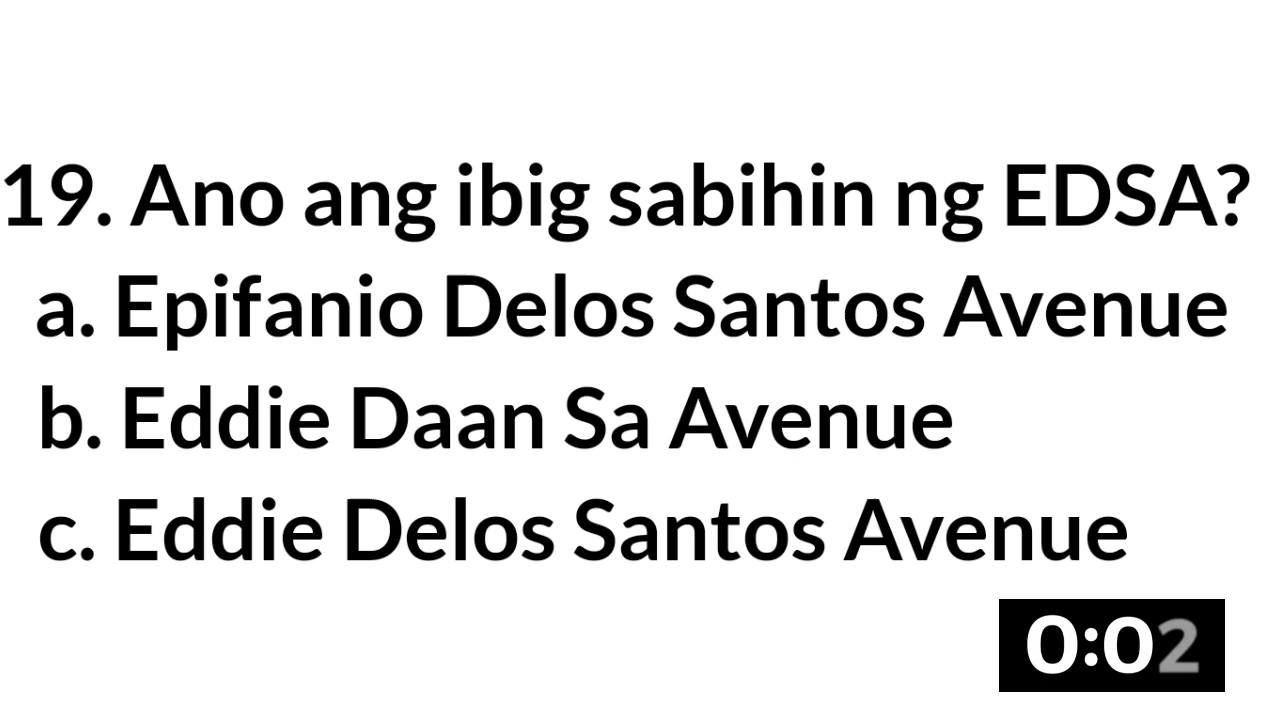 19. Ano ang ibig sabihin ng EDSA?
a. Epifanio Delos Santos Avenue
b. Eddie Daan Sa Avenue
c. Eddie Delos Santos Avenue
0:02